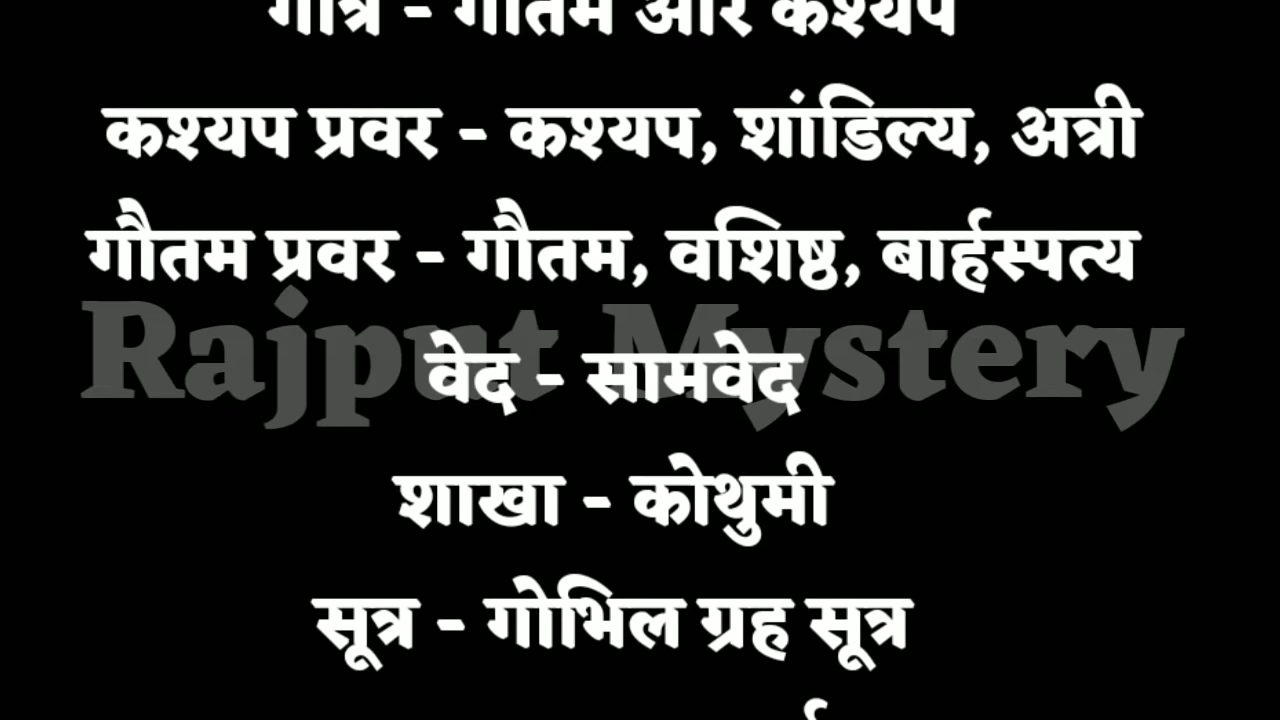 गोत्र - गौतम और कश्यप
कश्यप प्रवर - कश्यप, शांडिल्य, अत्री
गौतम प्रवर - गौतम, वशिष्ठ, बार्हस्पत्य
Rajput Mystery
वेद - सामवेद
शाखा - कोथुमी
सूत्र - गोभिल ग्रह सूत्र